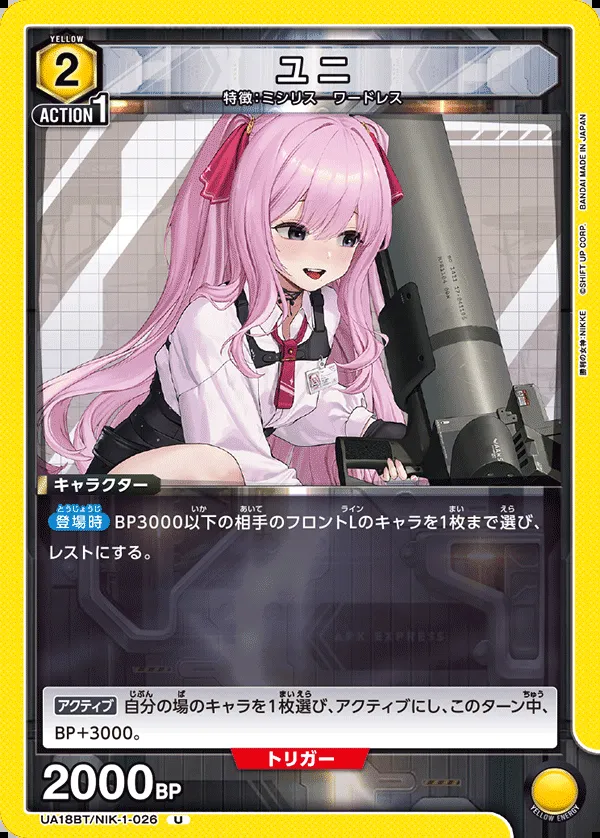 YELLOW
2
ACTION 1
ユニ
特徴:ミシリス ワードレス
BANDAI MADE IN JAPAN
©SHIFT UP CORP.
勝利の女神:NIKKE
キャラクター
登場時 BP3000以下の相手のフロントLのキャラを1枚まで選び、
レストにする。
APX EXPRESS
アクティブ 自分の場のキャラを1枚選び、アクティブにし、このターン中、
BP+3000。
トリガー
2000BP
YELLOW ENERGY
UA18BT/NIK-1-026 U